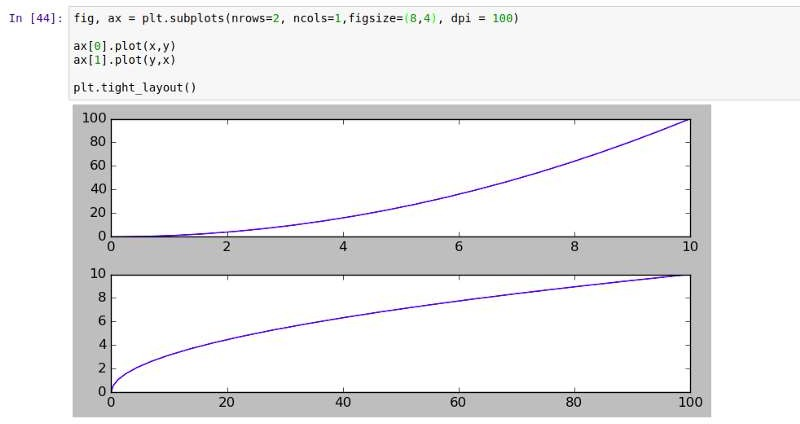 In [44]: fig, ax = plt.subplots(nrows=2, ncols=1,figsize=(8,4), dpi = 100)
ax[0].plot(x,y)
ax[1].plot(y,x)
plt.tight_layout()
100
80
60
40
20
0
0 2 4 6 8 10
10
8
6
4
2
0
0 20 40 60 80 100